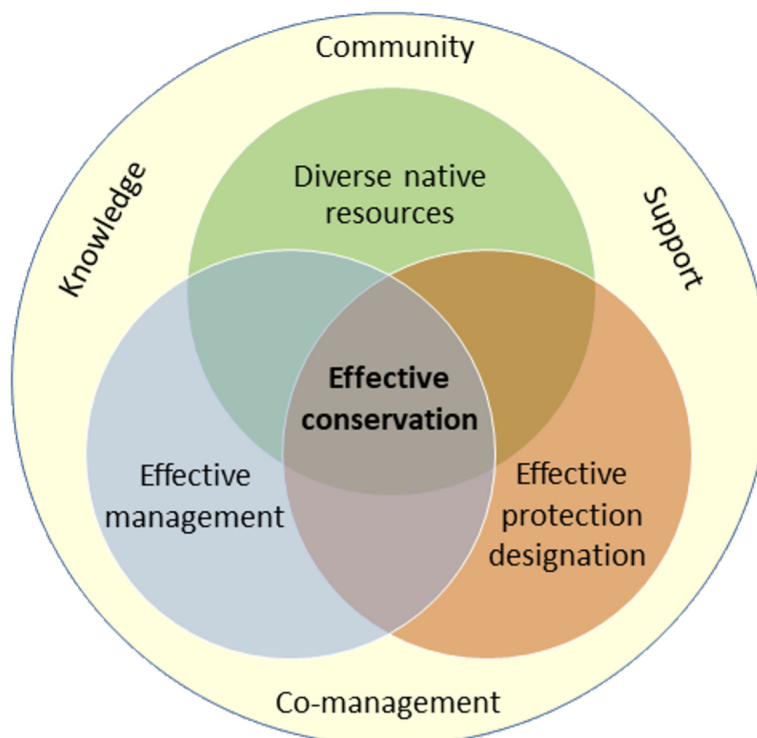 Community
Knowledge
Support
Diverse native
resources
Effective
conservation
Effective
management
Effective
protection
designation
Co-management